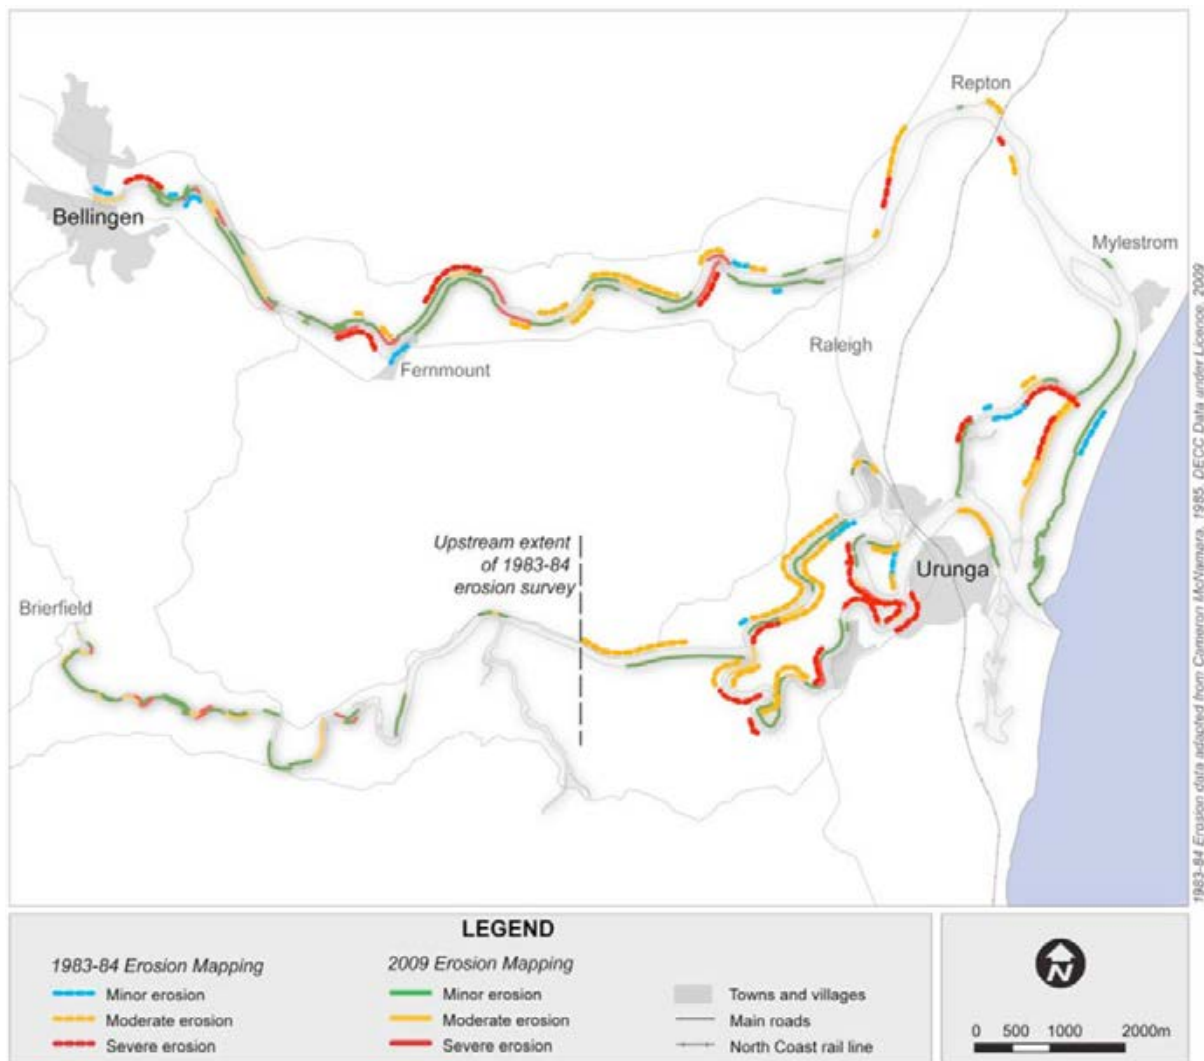 Repton
Mylestrom
Bellingen
Raleigh
Fernmount
Upstream extent
of 1983-84
erosion survey
Urunga
Brierfield
1983-84 Erosion data adapted from Cameron McNamara, 1985. DECC Data under Licence, 2009
LEGEND
1983-84 Erosion Mapping
Minor erosion
Moderate erosion
Severe erosion
2009 Erosion Mapping
Minor erosion
Moderate erosion
Severe erosion
Towns and villages
Main roads
North Coast rail line
N
0 500 1000 2000m